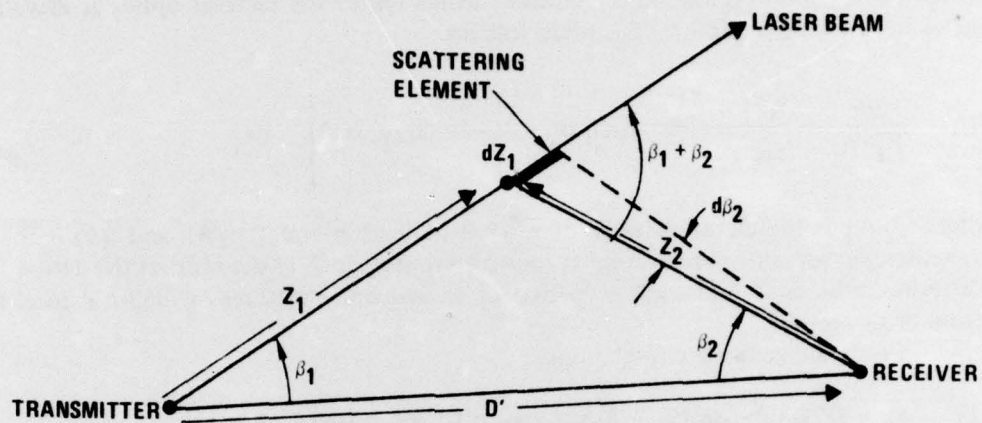 LASER BEAM
SCATTERING
ELEMENT
dZ₁
β₁ + β₂
dβ₂
Z₂
Z₁
β₁
β₂
RECEIVER
TRANSMITTER
D'